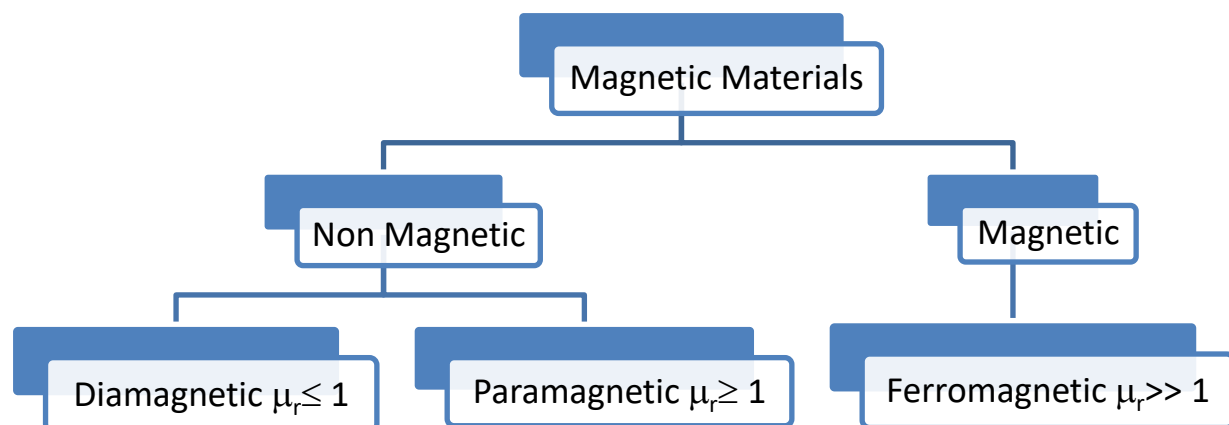 Magnetic Materials
Non Magnetic
Magnetic
Diamagnetic μr≤ 1
Paramagnetic μr≥ 1
Ferromagnetic μr>> 1